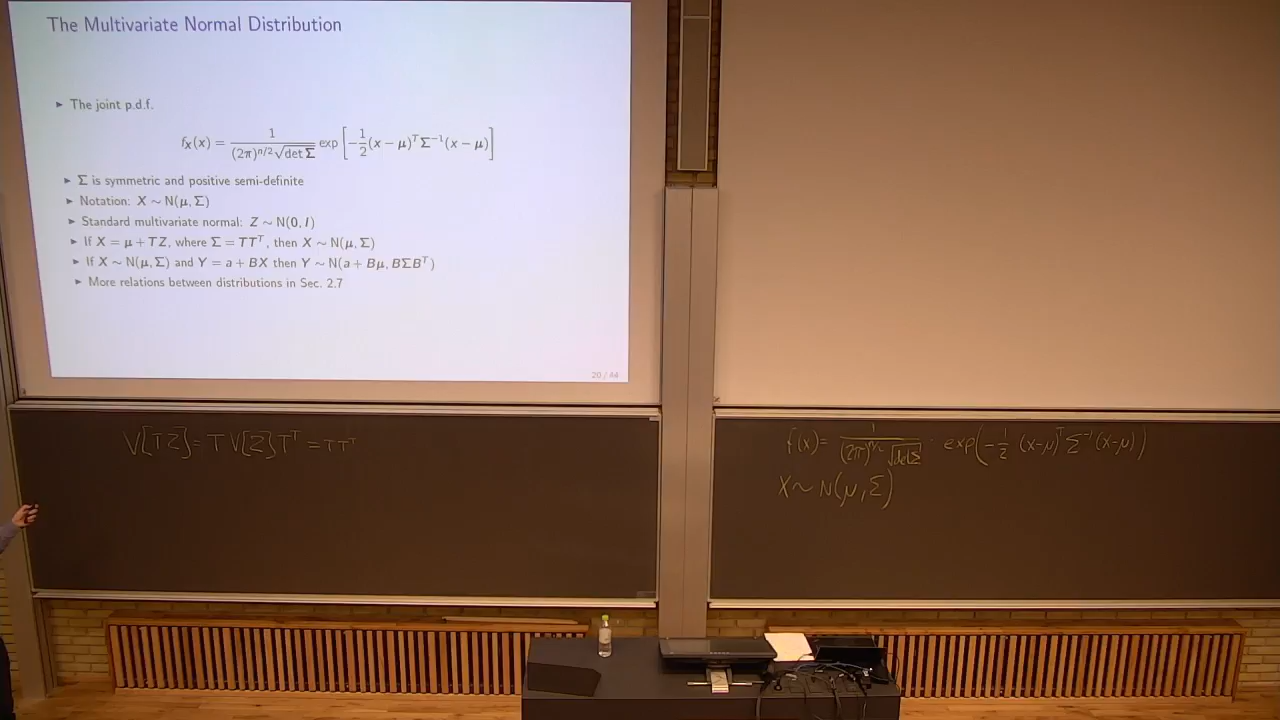 The Multivariate Normal Distribution
▶ The joint p.d.f.
f_X(x) = 1/((2π)^{n/2} √(det Σ)) exp[−1/2 (x − μ)^T Σ^{−1} (x − μ)]
▶ Σ is symmetric and positive semi-definite
▶ Notation: X ∼ N(μ, Σ)
▶ Standard multivariate normal: Z ∼ N(0, I)
▶ If X = μ + TZ, where Σ = TT^T, then X ∼ N(μ, Σ)
▶ If X ∼ N(μ, Σ) and Y = a + BX then Y ∼ N(a + Bμ, BΣB^T)
▶ More relations between distributions in Sec. 2.7
20 / 44
V[TZ] = T V[Z] T^T = TT^T
f(x) = 1/((2π)^{n/2} √(det Σ)) · exp(−1/2 (x−μ)^T Σ^{−1} (x−μ))
X ∼ N(μ, Σ)